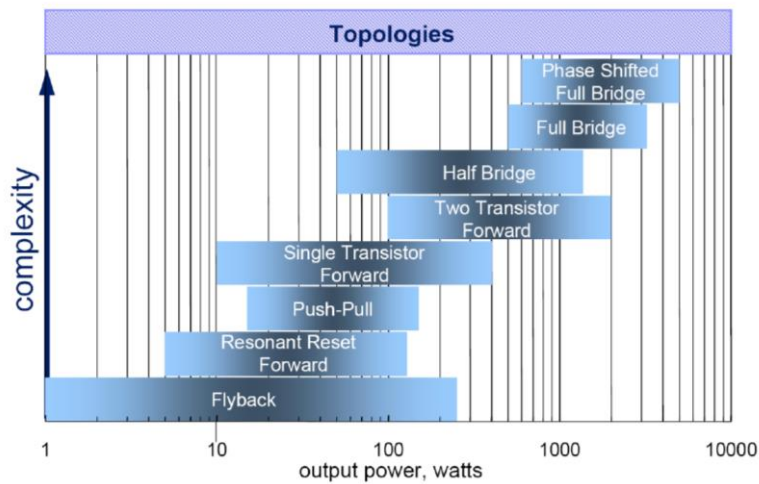 Topologies
complexity
Phase Shifted
Full Bridge
Full Bridge
Half Bridge
Two Transistor
Forward
Single Transistor
Forward
Push-Pull
Resonant Reset
Forward
Flyback
1 10 100 1000 10000
output power, watts